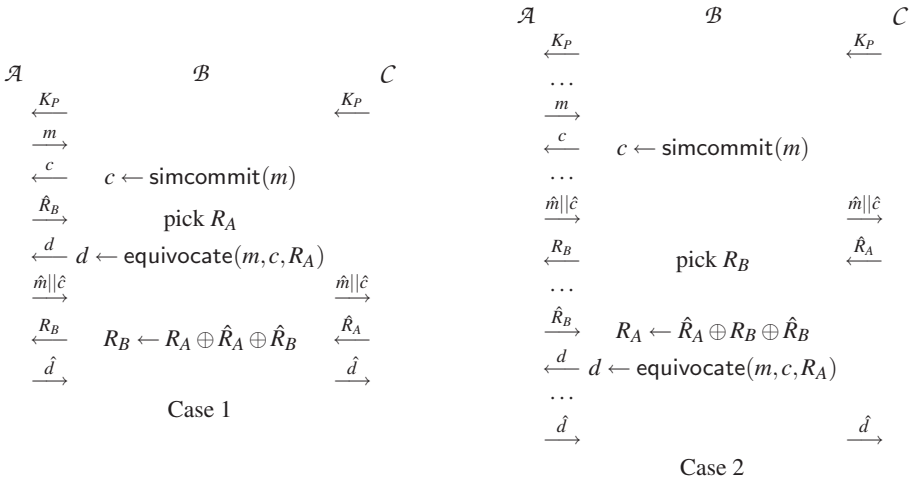 𝒜 ℬ 𝒞
K_P K_P
m
c c ← simcommit(m)
R̂_B pick R_A
d d ← equivocate(m, c, R_A)
m̂||ĉ m̂||ĉ
R_B R_B ← R_A ⊕ R̂_A ⊕ R̂_B R̂_A
d̂ d̂
Case 1
𝒜 ℬ 𝒞
K_P K_P
...
m
c c ← simcommit(m)
...
m̂||ĉ m̂||ĉ
R_B pick R_B R̂_A
...
R̂_B R_A ← R̂_A ⊕ R_B ⊕ R̂_B
d d ← equivocate(m, c, R_A)
...
d̂ d̂
Case 2